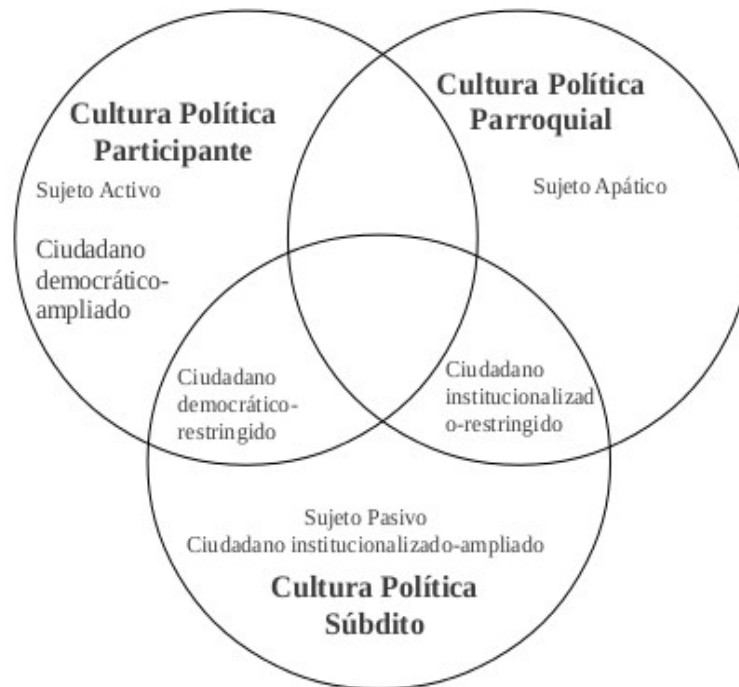 Cultura Política
Participante
Sujeto Activo
Ciudadano
democrático-
ampliado
Cultura Política
Parroquial
Sujeto Apático
Ciudadano
democrático-
restringido
Ciudadano
institucionalizad
o-restringido
Sujeto Pasivo
Ciudadano institucionalizado-ampliado
Cultura Política
Súbdito